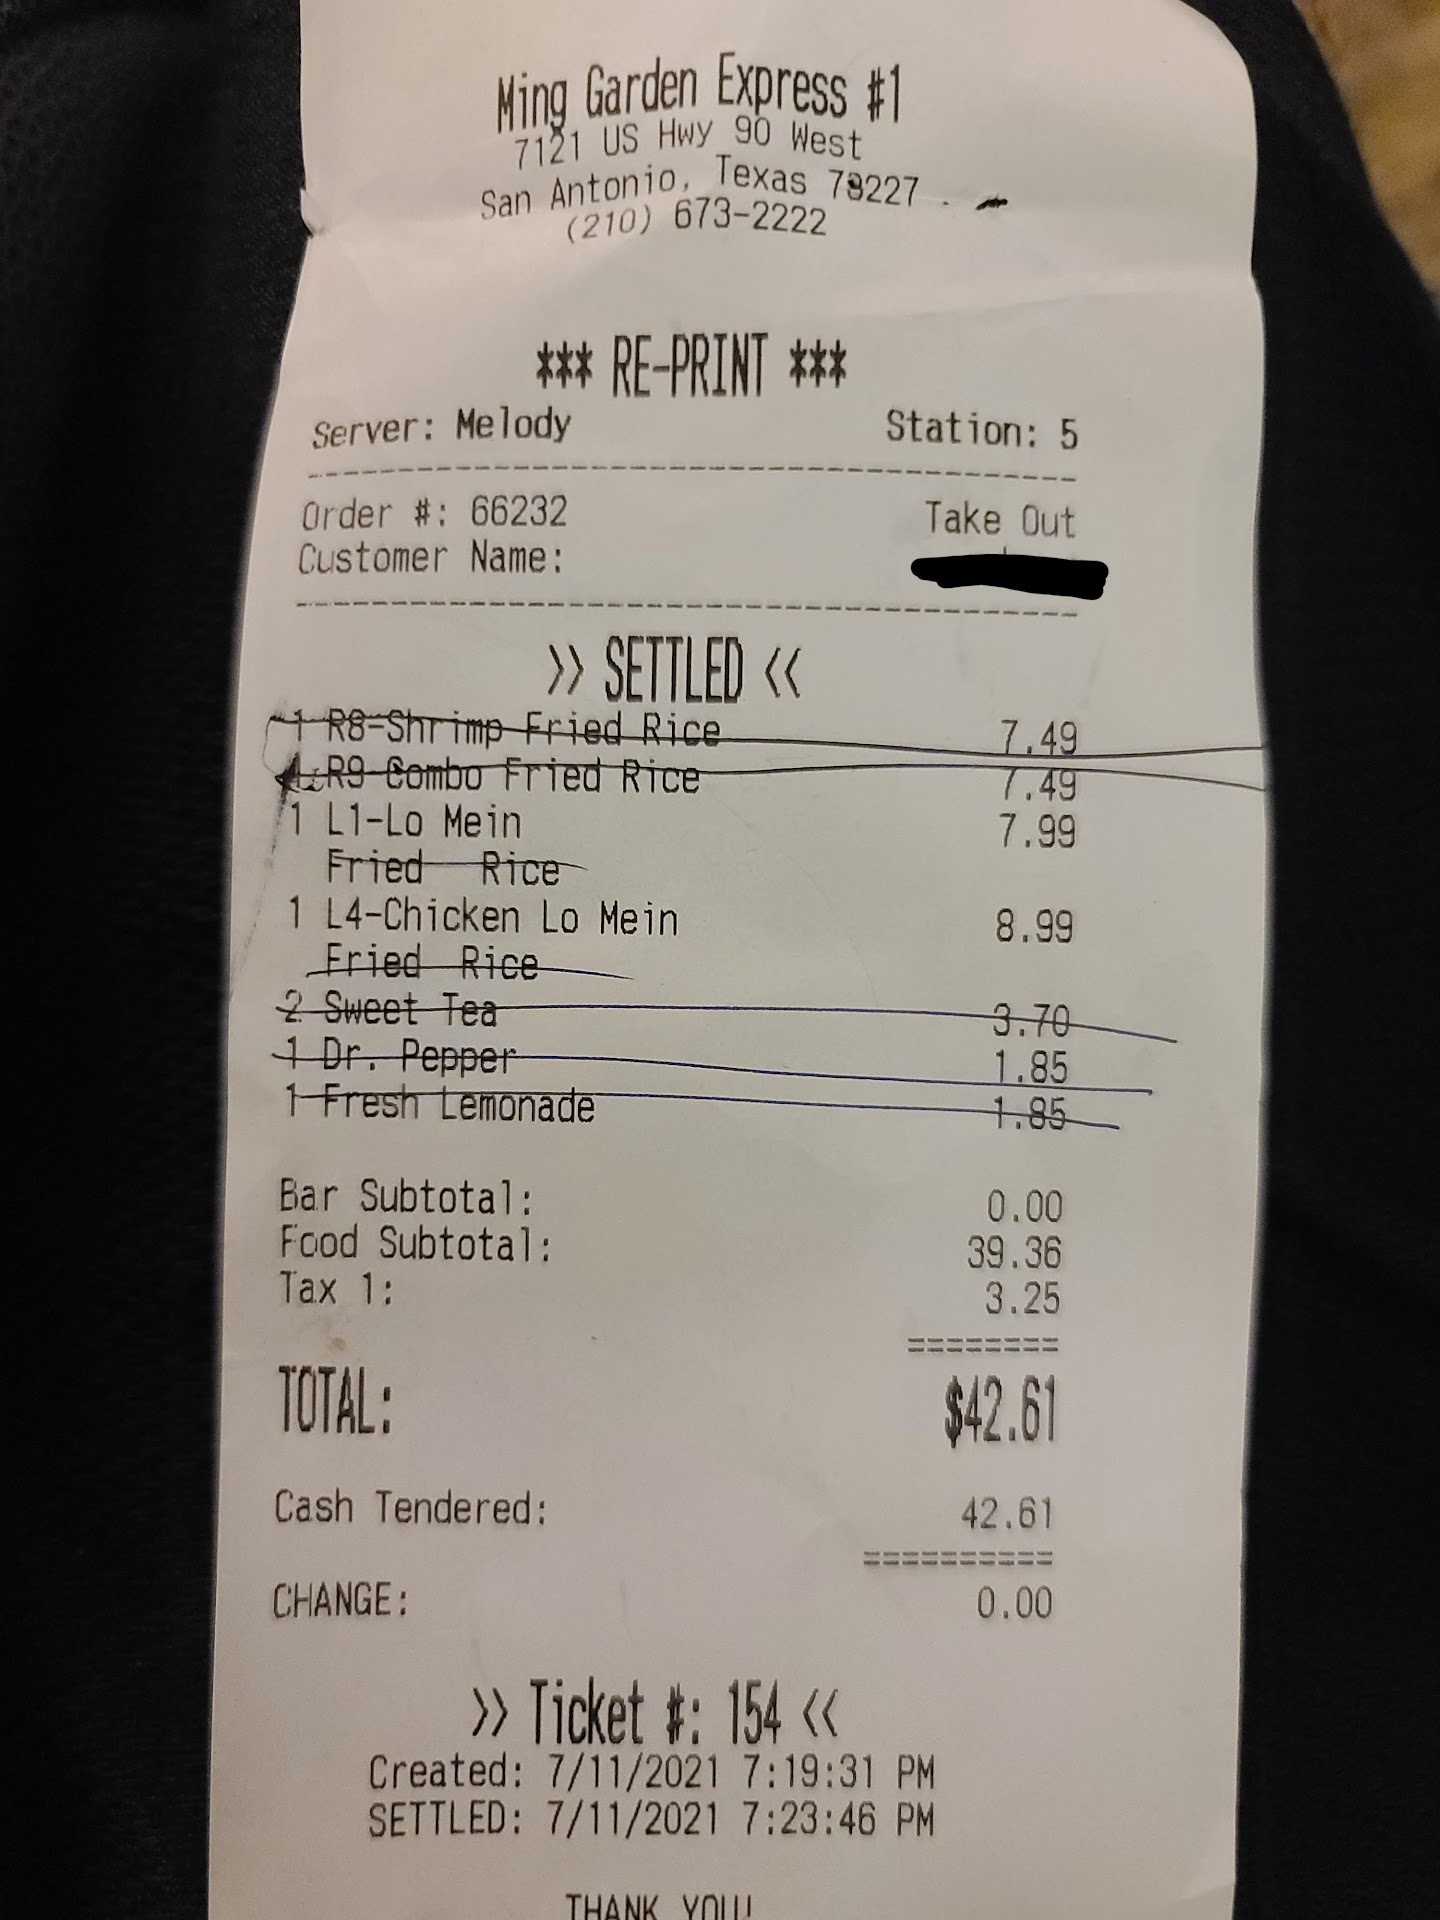 Ming Garden Express #1
7121 US Hwy 90 West
San Antonio, Texas 78227
(210) 673-2222
*** RE-PRINT ***
Server: Melody Station: 5
Order #: 66232 Take Out
Customer Name:
>> SETTLED <<
1 R8-Shrimp Fried Rice 7.49
1 R9-Combo Fried Rice 7.49
1 L1-Lo Mein 7.99
Fried Rice
1 L4-Chicken Lo Mein 8.99
Fried Rice
2 Sweet Tea 3.70
1 Dr. Pepper 1.85
1 Fresh Lemonade 1.85
Bar Subtotal: 0.00
Food Subtotal: 39.36
Tax 1: 3.25
========
TOTAL: $42.61
Cash Tendered: 42.61
==========
CHANGE: 0.00
>> Ticket #: 154 <<
Created: 7/11/2021 7:19:31 PM
SETTLED: 7/11/2021 7:23:46 PM
THANK YOU!